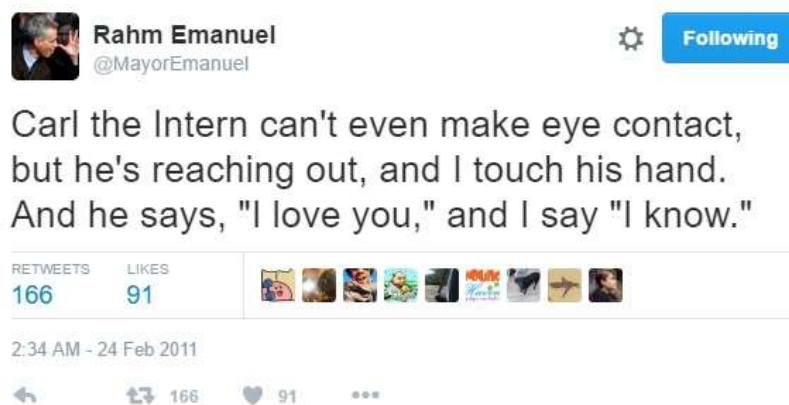 Rahm Emanuel
@MayorEmanuel
Following
Carl the Intern can't even make eye contact,
but he's reaching out, and I touch his hand.
And he says, "I love you," and I say "I know."
RETWEETS LIKES
166 91
2:34 AM - 24 Feb 2011
166 91